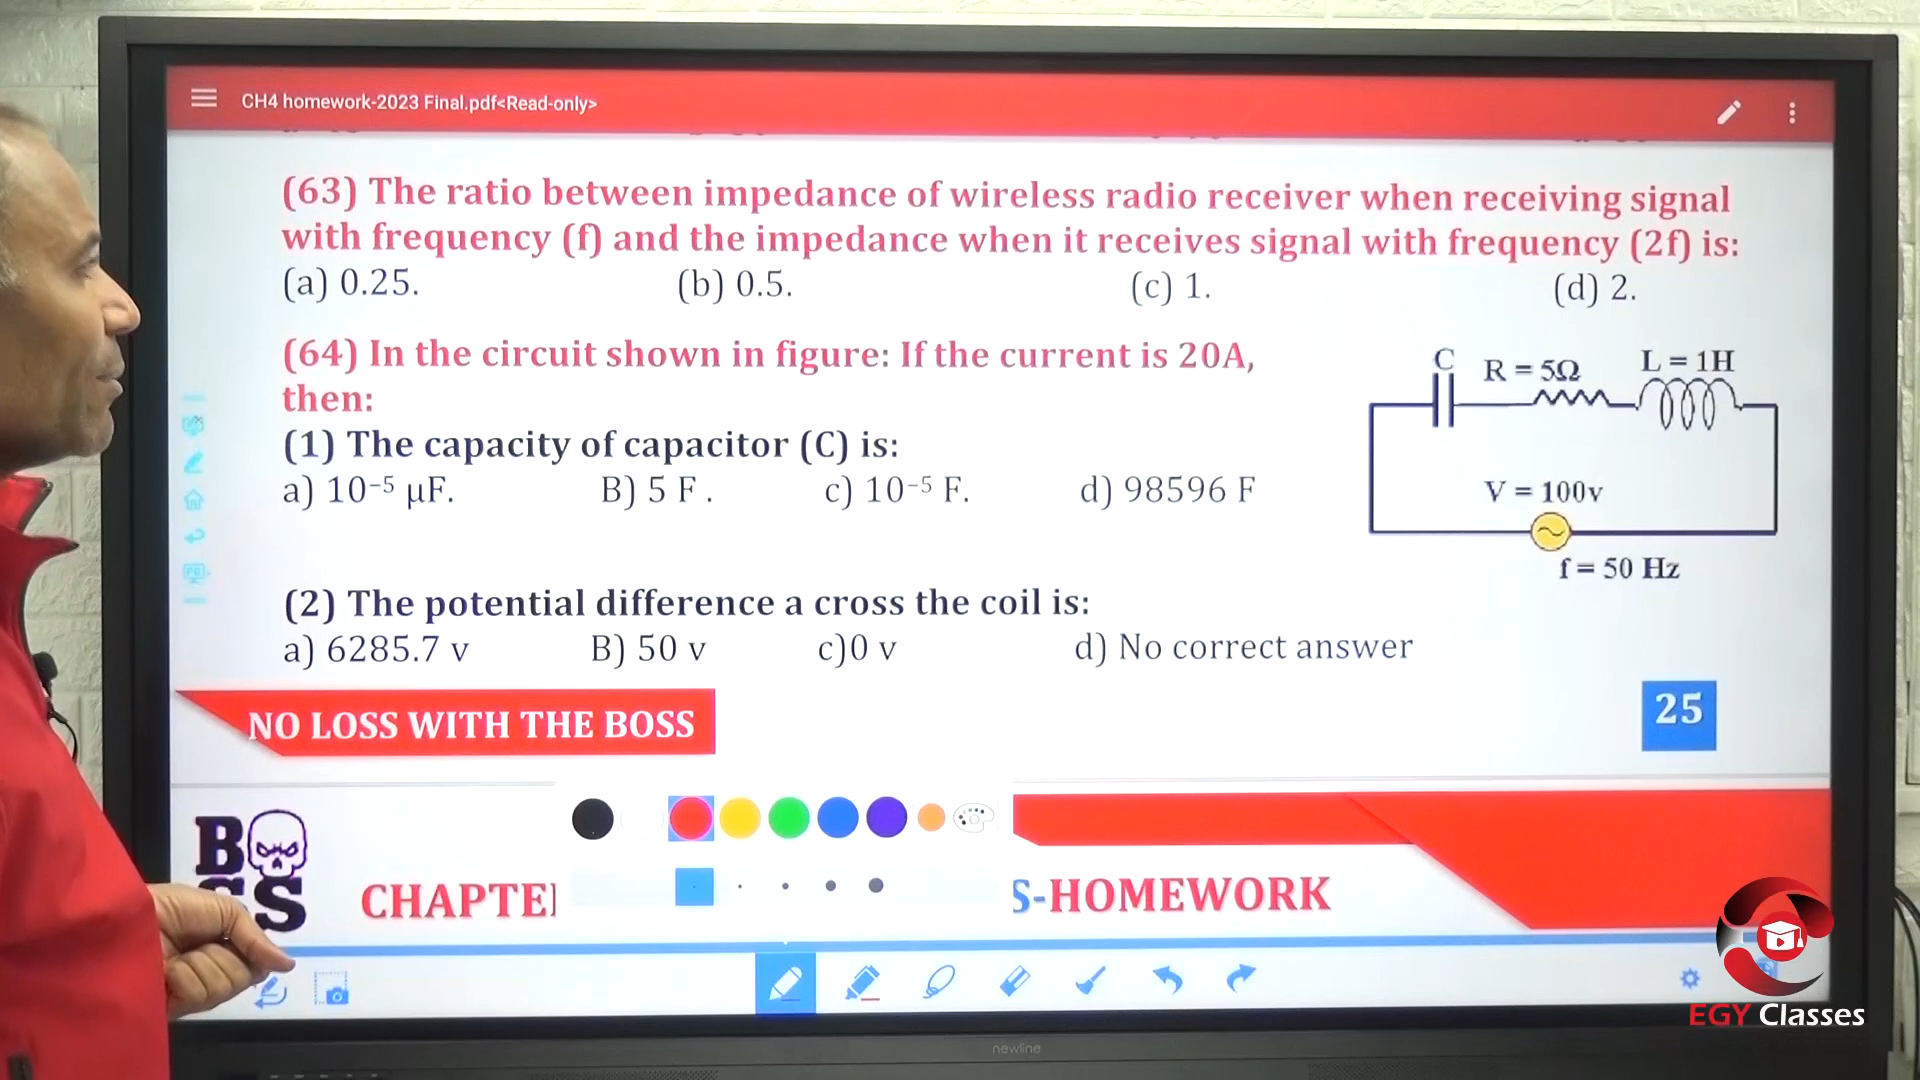 CH4 homework-2023 Final.pdf<Read-only>
(63) The ratio between impedance of wireless radio receiver when receiving signal
with frequency (f) and the impedance when it receives signal with frequency (2f) is:
(a) 0.25. (b) 0.5. (c) 1. (d) 2.
(64) In the circuit shown in figure: If the current is 20A,
then:
(1) The capacity of capacitor (C) is:
a) 10⁻⁵ μF. B) 5 F . c) 10⁻⁵ F. d) 98596 F
C R = 5Ω L = 1H
V = 100v
f = 50 Hz
(2) The potential difference a cross the coil is:
a) 6285.7 v B) 50 v c)0 v d) No correct answer
NO LOSS WITH THE BOSS
25
B
SS
CHAPTE
S-HOMEWORK
EGY Classes
newline